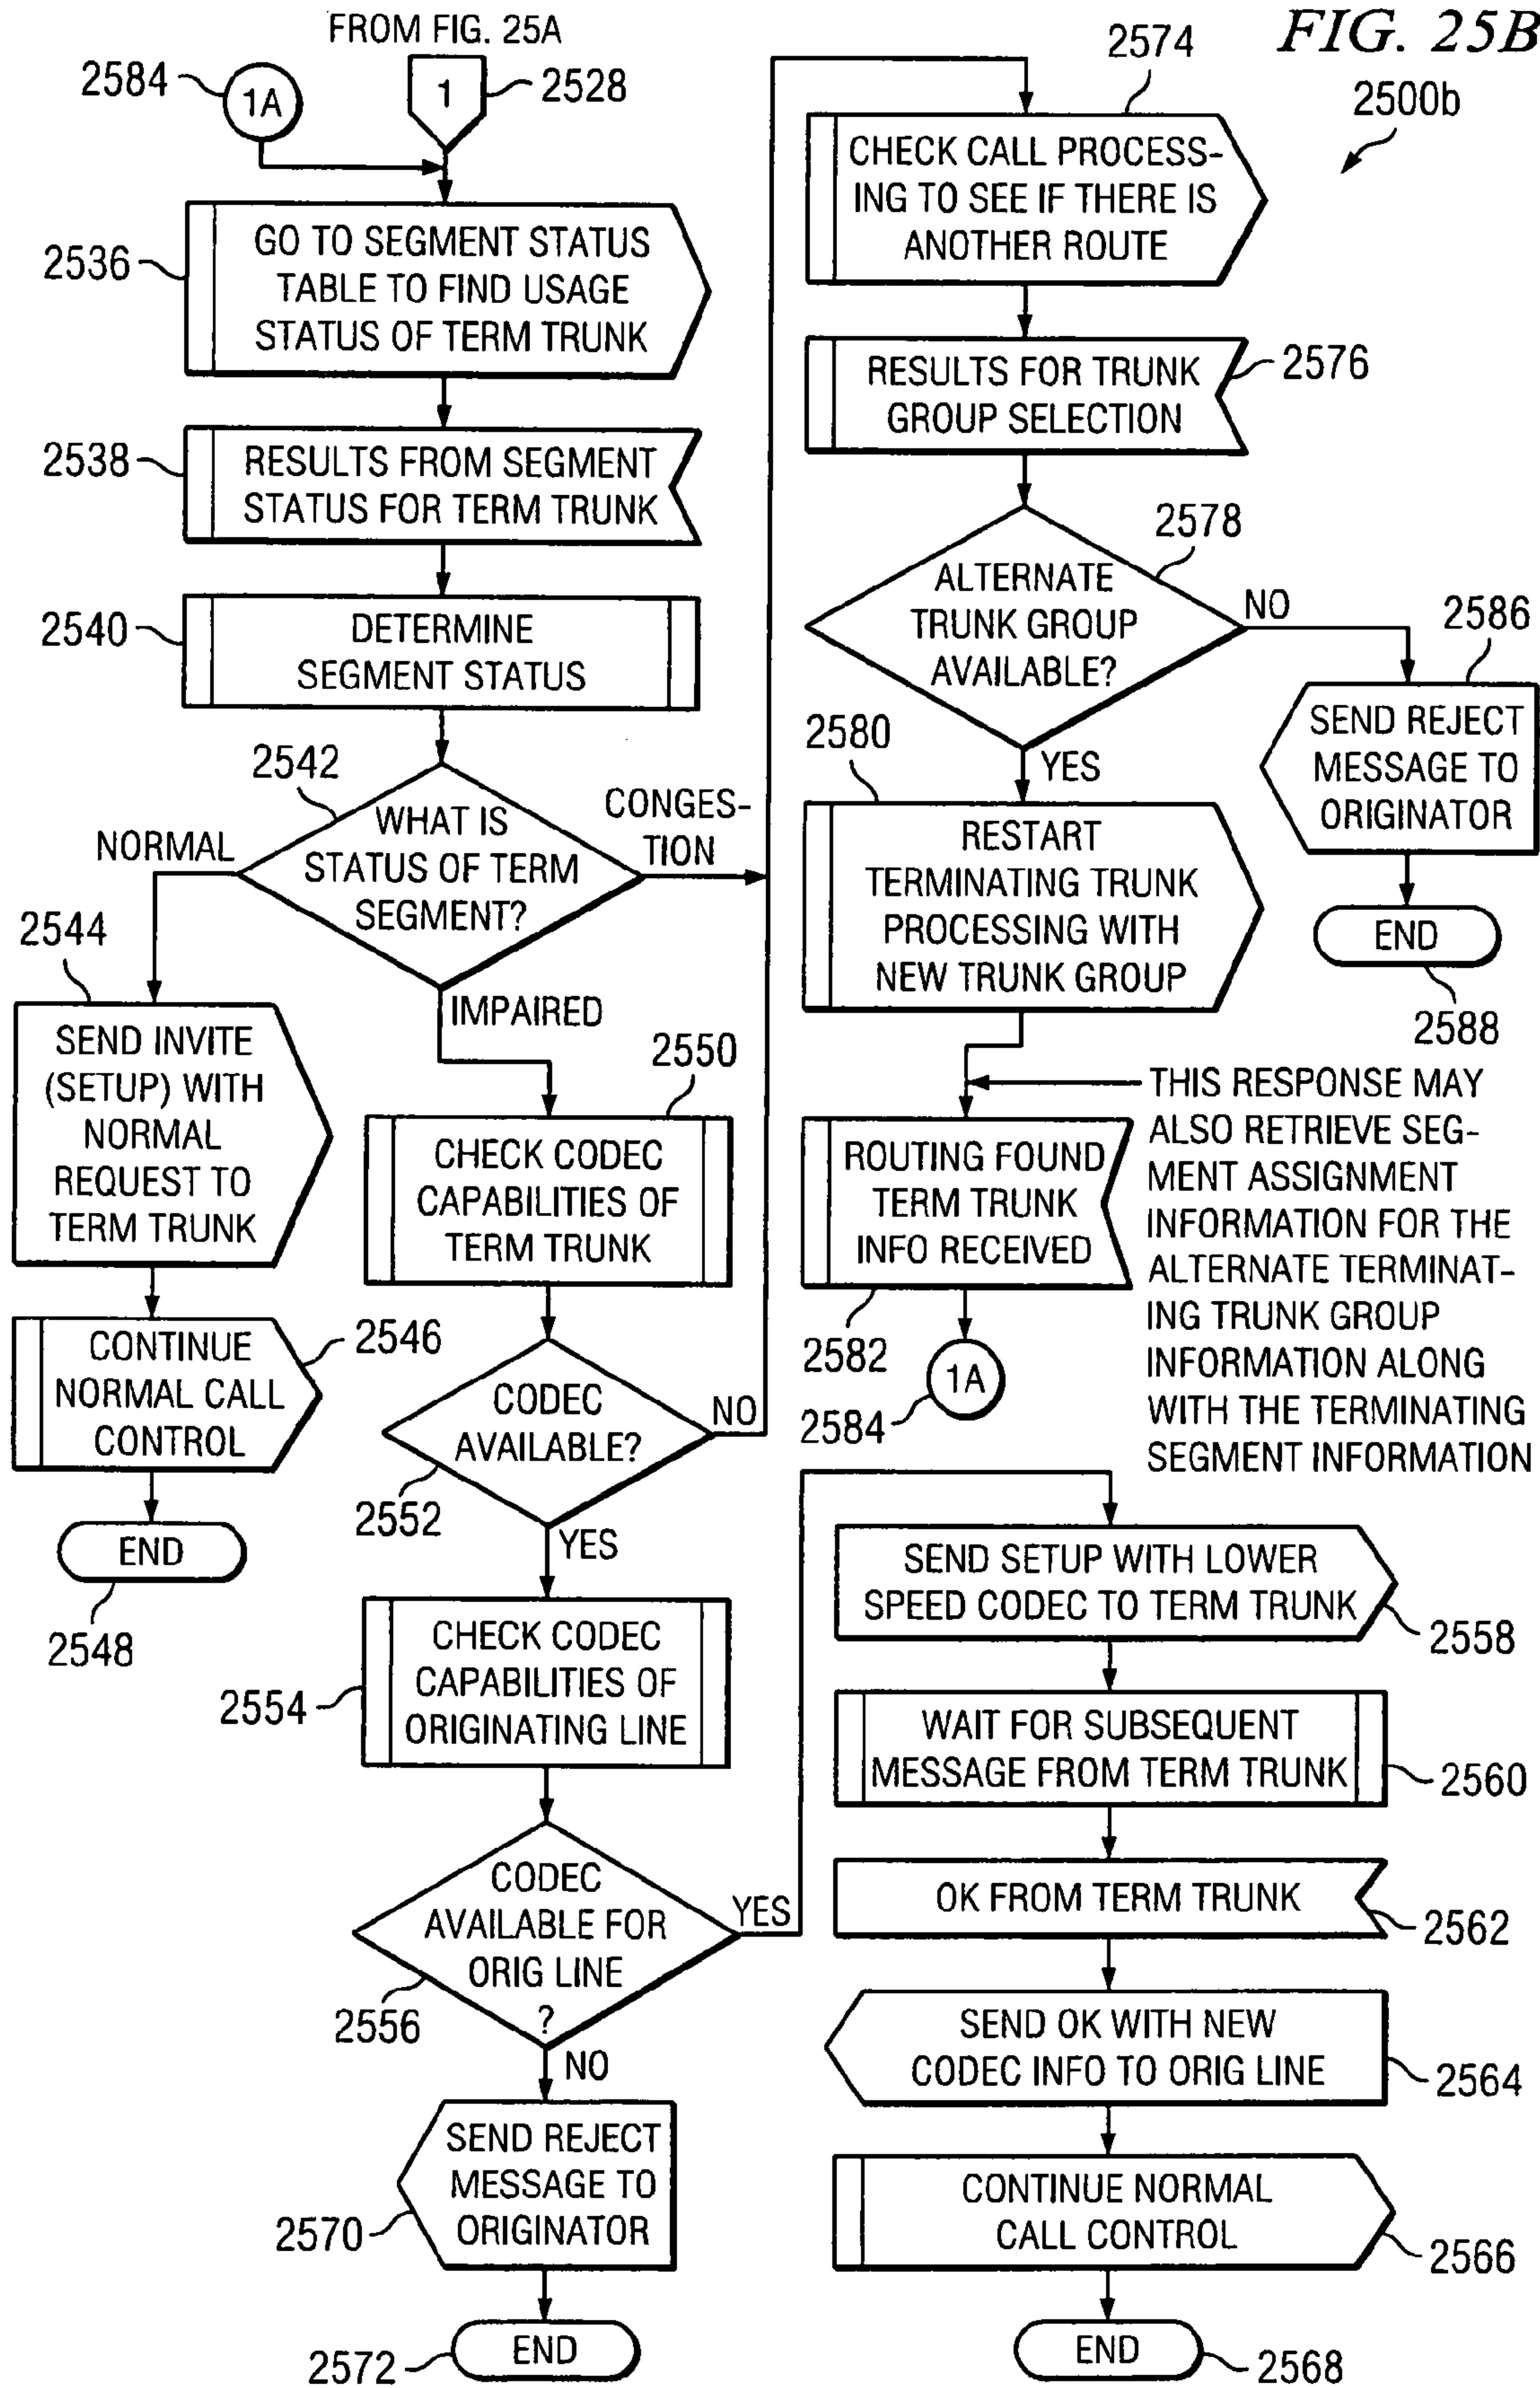 FROM FIG. 25A
FIG. 25B
2500b
2584
1A
1
2528
2536
GO TO SEGMENT STATUS
TABLE TO FIND USAGE
STATUS OF TERM TRUNK
2538
RESULTS FROM SEGMENT
STATUS FOR TERM TRUNK
2540
DETERMINE
SEGMENT STATUS
2542
WHAT IS
STATUS OF TERM
SEGMENT?
NORMAL
CONGES-
TION
IMPAIRED
2544
SEND INVITE
(SETUP) WITH
NORMAL
REQUEST TO
TERM TRUNK
2546
CONTINUE
NORMAL CALL
CONTROL
END
2548
2550
CHECK CODEC
CAPABILITIES OF
TERM TRUNK
CODEC
AVAILABLE?
NO
2552
YES
2554
CHECK CODEC
CAPABILITIES OF
ORIGINATING LINE
CODEC
AVAILABLE FOR
ORIG LINE
?
YES
2556
NO
SEND REJECT
MESSAGE TO
ORIGINATOR
2570
END
2572
2574
CHECK CALL PROCESS-
ING TO SEE IF THERE IS
ANOTHER ROUTE
2576
RESULTS FOR TRUNK
GROUP SELECTION
2578
ALTERNATE
TRUNK GROUP
AVAILABLE?
NO
YES
2586
SEND REJECT
MESSAGE TO
ORIGINATOR
END
2588
2580
RESTART
TERMINATING TRUNK
PROCESSING WITH
NEW TRUNK GROUP
THIS RESPONSE MAY
ALSO RETRIEVE SEG-
MENT ASSIGNMENT
INFORMATION FOR THE
ALTERNATE TERMINAT-
ING TRUNK GROUP
INFORMATION ALONG
WITH THE TERMINATING
SEGMENT INFORMATION
ROUTING FOUND
TERM TRUNK
INFO RECEIVED
2582
1A
2584
SEND SETUP WITH LOWER
SPEED CODEC TO TERM TRUNK
2558
WAIT FOR SUBSEQUENT
MESSAGE FROM TERM TRUNK
2560
OK FROM TERM TRUNK
2562
SEND OK WITH NEW
CODEC INFO TO ORIG LINE
2564
CONTINUE NORMAL
CALL CONTROL
2566
END
2568